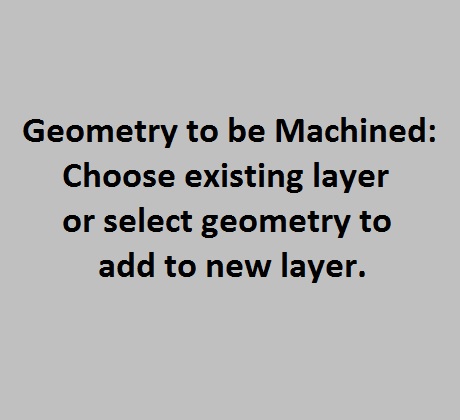 Geometry to be Machined:
Choose existing layer
or select geometry to
add to new layer.